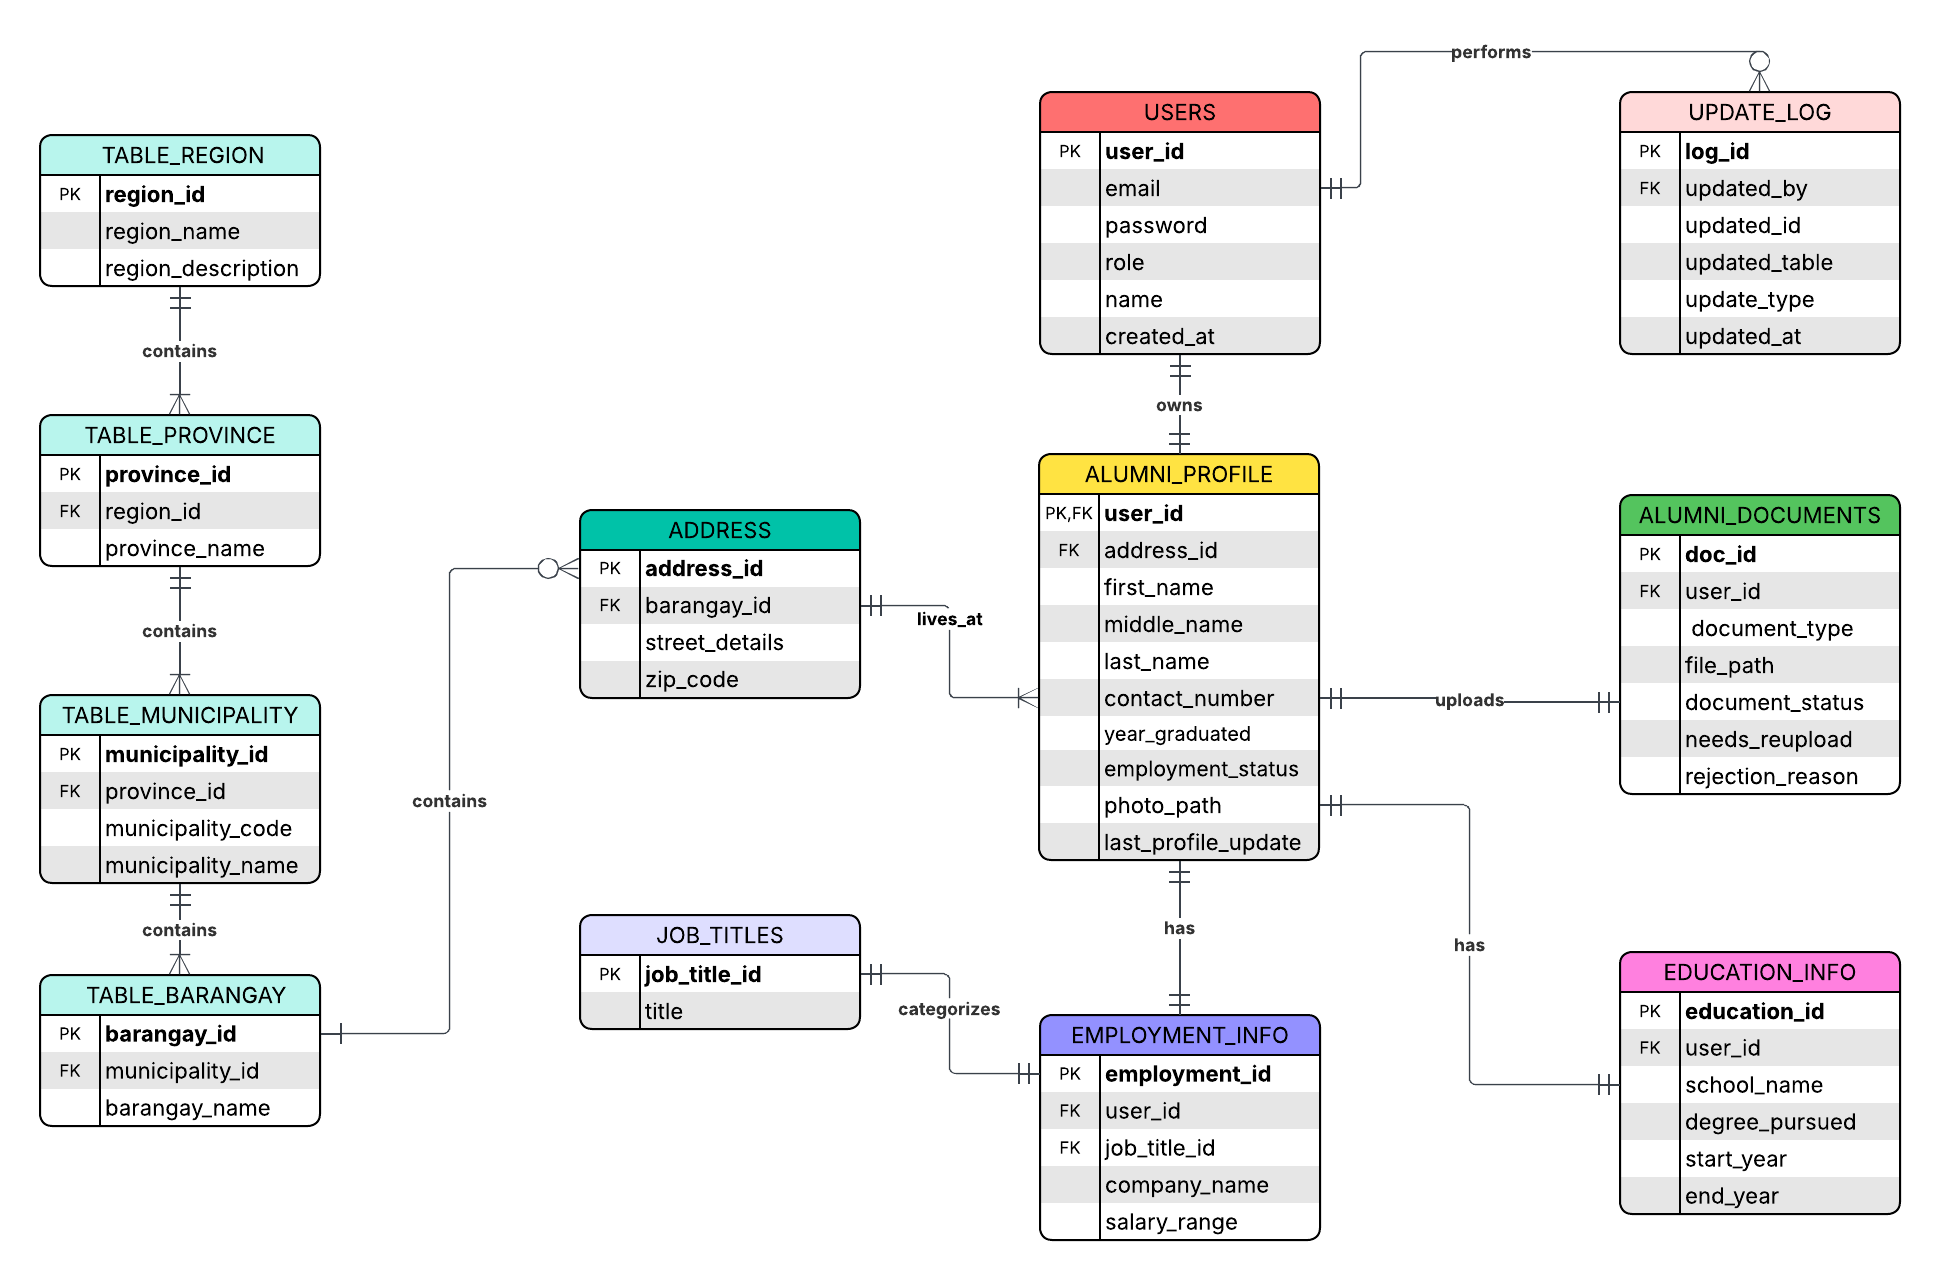 performs
USERS
PK user_id
email
password
role
name
created_at
UPDATE_LOG
PK log_id
FK updated_by
updated_id
updated_table
update_type
updated_at
TABLE_REGION
PK region_id
region_name
region_description
contains
TABLE_PROVINCE
PK province_id
FK region_id
province_name
contains
TABLE_MUNICIPALITY
PK municipality_id
FK province_id
municipality_code
municipality_name
contains
TABLE_BARANGAY
PK barangay_id
FK municipality_id
barangay_name
contains
ADDRESS
PK address_id
FK barangay_id
street_details
zip_code
lives_at
owns
ALUMNI_PROFILE
PK,FK user_id
FK address_id
first_name
middle_name
last_name
contact_number
year_graduated
employment_status
photo_path
last_profile_update
uploads
ALUMNI_DOCUMENTS
PK doc_id
FK user_id
document_type
file_path
document_status
needs_reupload
rejection_reason
JOB_TITLES
PK job_title_id
title
categorizes
has
EMPLOYMENT_INFO
PK employment_id
FK user_id
FK job_title_id
company_name
salary_range
has
EDUCATION_INFO
PK education_id
FK user_id
school_name
degree_pursued
start_year
end_year